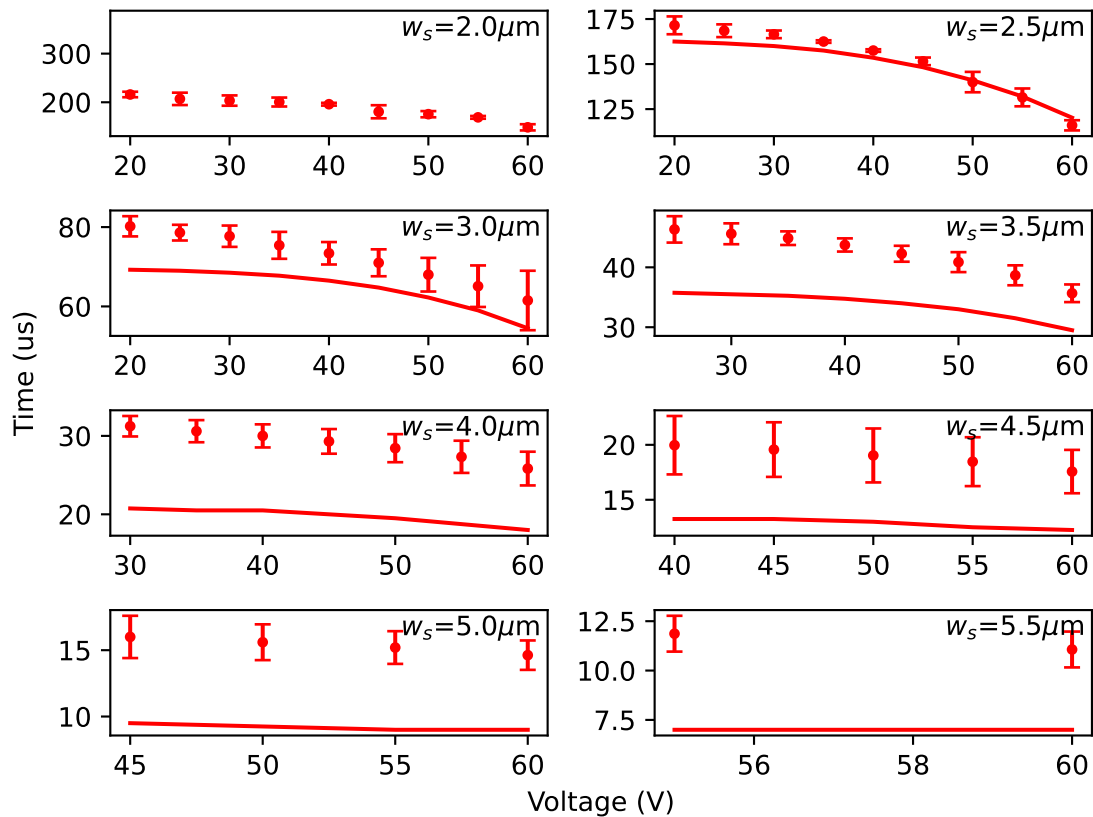 w_s=2.0μm
300
200
20 30 40 50 60
w_s=2.5μm
175
150
125
20 30 40 50 60
w_s=3.0μm
80
60
20 30 40 50 60
w_s=3.5μm
40
30
30 40 50 60
w_s=4.0μm
30
20
30 40 50 60
w_s=4.5μm
20
15
40 45 50 55 60
w_s=5.0μm
15
10
45 50 55 60
w_s=5.5μm
12.5
10.0
7.5
56 58 60
Time (us)
Voltage (V)